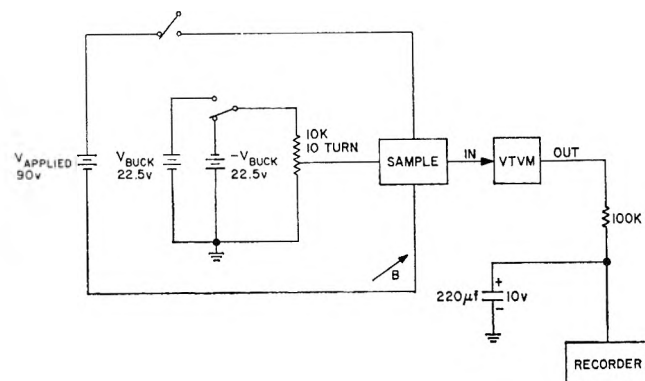 V APPLIED
90v
V BUCK
22.5v
-V BUCK
22.5v
10K
10 TURN
SAMPLE
IN
VTVM
OUT
100K
B
220μf
+
-
10v
RECORDER